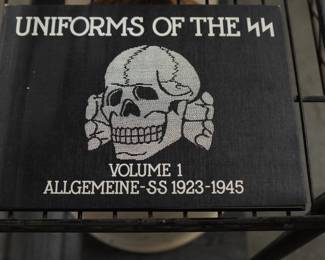 UNIFORMS OF THE ᛋᛋ
VOLUME 1
ALLGEMEINE-SS 1923-1945